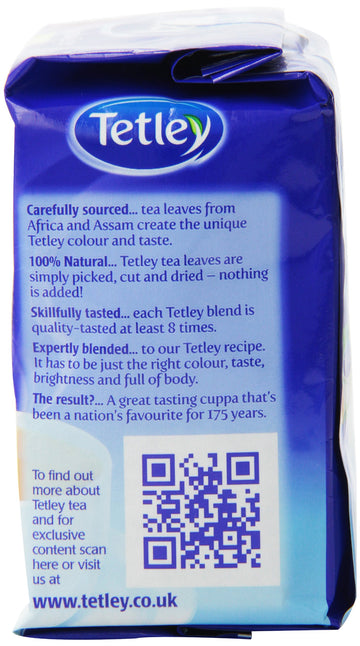 Tetley
Carefully sourced... tea leaves from
Africa and Assam create the unique
Tetley colour and taste.
100% Natural... Tetley tea leaves are
simply picked, cut and dried – nothing
is added!
Skillfully tasted... each Tetley blend is
quality-tasted at least 8 times.
Expertly blended... to our Tetley recipe.
It has to be just the right colour, taste,
brightness and full of body.
The result?... A great tasting cuppa that's
been a nation's favourite for 175 years.
To find out
more about
Tetley tea
and for
exclusive
content scan
here or visit
us at
www.tetley.co.uk